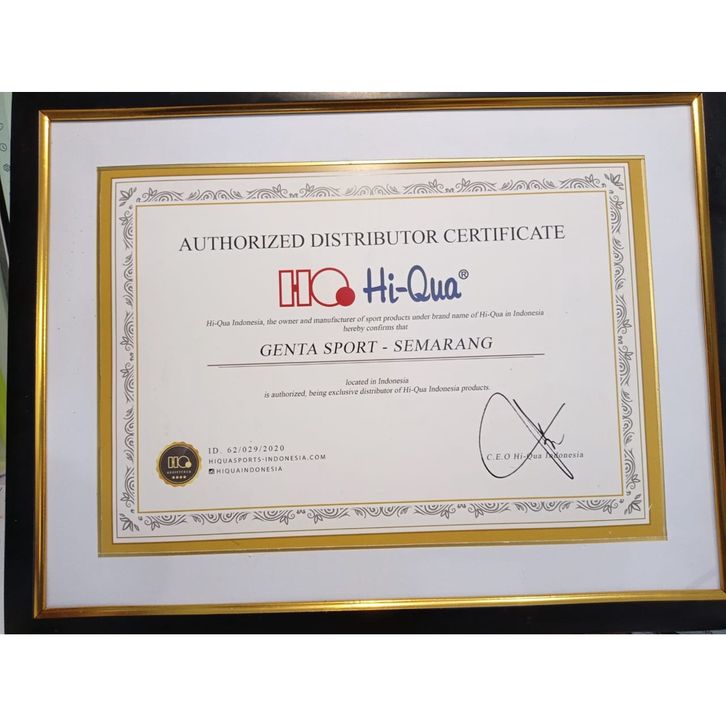 AUTHORIZED DISTRIBUTOR CERTIFICATE
HQ Hi-Qua®
Hi-Qua Indonesia, the owner and manufacturer of sport products under brand name of Hi-Qua in Indonesia
hereby confirms that
GENTA SPORT - SEMARANG
located in Indonesia
is authorized, being exclusive distributor of Hi-Qua Indonesia products.
ID. 62/029/2020
HIQUASPORTS-INDONESIA.COM
HIQUAINDONESIA
HQ
C.E.O Hi-Qua Indonesia